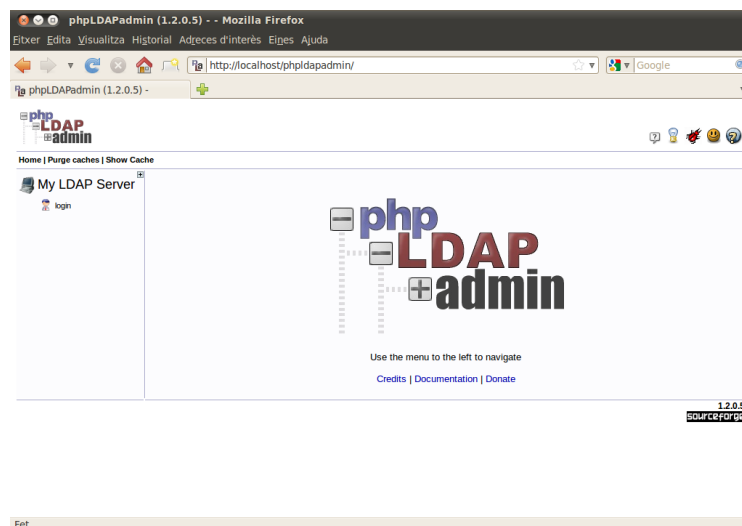 phpLDAPadmin (1.2.0.5) - - Mozilla Firefox
Eitxer Edita Visualitza Historial Adreces d'interès Eines Ajuda
http://localhost/phpldapadmin/ Google
phpLDAPadmin (1.2.0.5) -
php
LDAP
admin
Home | Purge caches | Show Cache
My LDAP Server
login
php
LDAP
admin
Use the menu to the left to navigate
Credits | Documentation | Donate
1.2.0.5
sourceforge
Fet